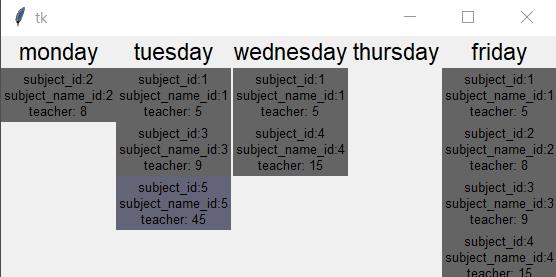 tk
monday tuesday wednesday thursday friday
subject_id:2
subject_name_id:2
teacher: 8
subject_id:1
subject_name_id:1
teacher: 5
subject_id:3
subject_name_id:3
teacher: 9
subject_id:5
subject_name_id:5
teacher: 45
subject_id:1
subject_name_id:1
teacher: 5
subject_id:4
subject_name_id:4
teacher: 15
subject_id:1
subject_name_id:1
teacher: 5
subject_id:2
subject_name_id:2
teacher: 8
subject_id:3
subject_name_id:3
teacher: 9
subject_id:4
subject_name_id:4
teacher: 15